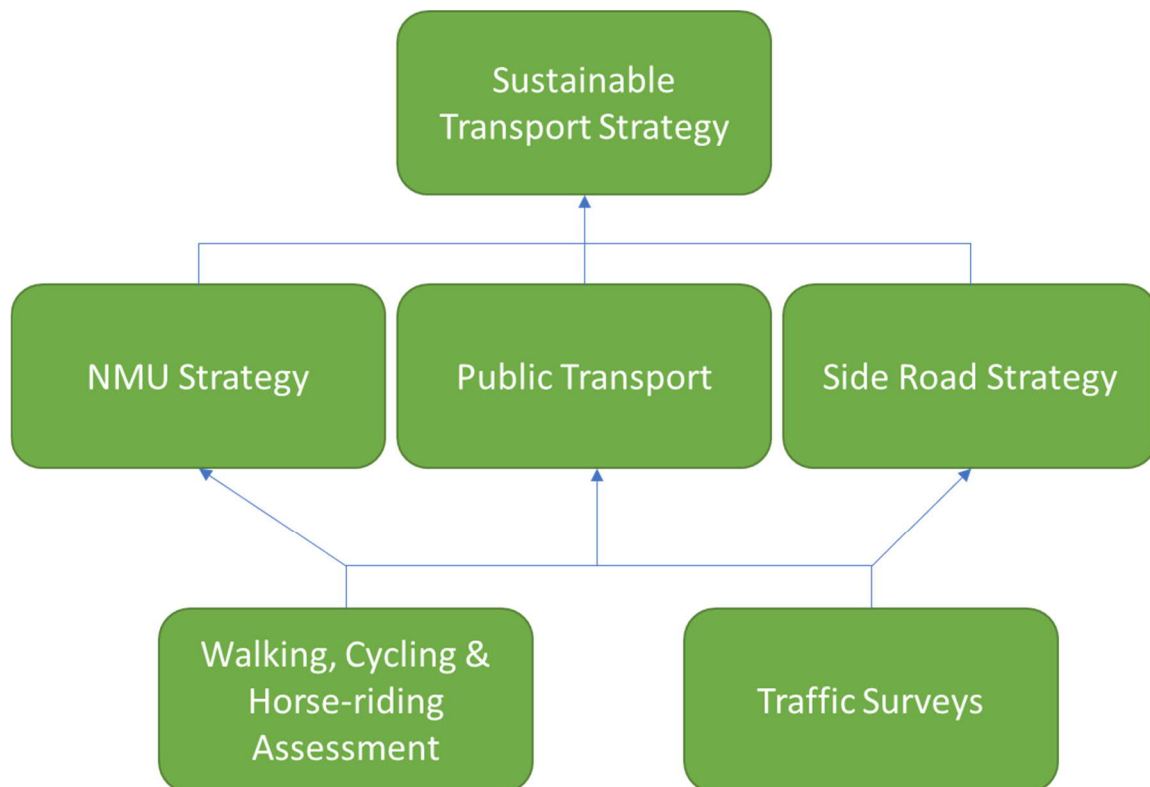 Sustainable
Transport Strategy
NMU Strategy
Public Transport
Side Road Strategy
Walking, Cycling &
Horse-riding
Assessment
Traffic Surveys